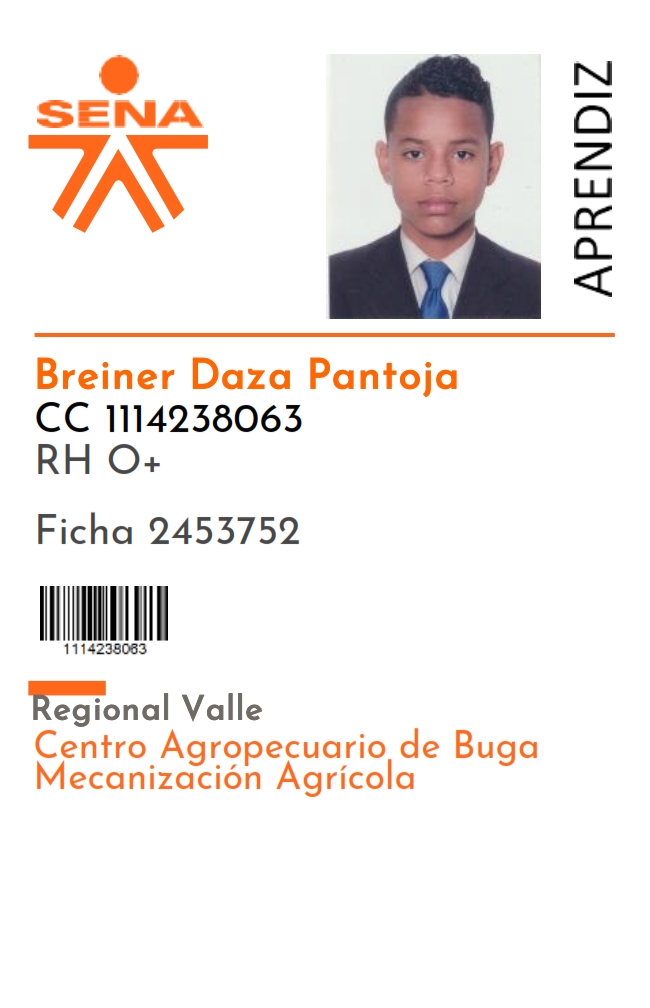 SENA
APRENDIZ
Breiner Daza Pantoja
CC 1114238063
RH O+
Ficha 2453752
1114238063
Regional Valle
Centro Agropecuario de Buga
Mecanización Agrícola